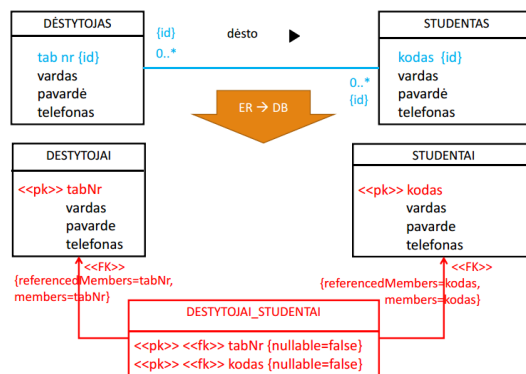 DĖSTYTOJAS
tab nr {id}
vardas
pavardė
telefonas
{id}
0..*
dėsto
0..*
{id}
STUDENTAS
kodas {id}
vardas
pavardė
telefonas
ER → DB
DESTYTOJAI
<<pk>> tabNr
vardas
pavarde
telefonas
STUDENTAI
<<pk>> kodas
vardas
pavarde
telefonas
<<FK>>
{referencedMembers=tabNr,
members=tabNr}
<<FK>>
{referencedMembers=kodas,
members=kodas}
DESTYTOJAI_STUDENTAI
<<pk>> <<fk>> tabNr {nullable=false}
<<pk>> <<fk>> kodas {nullable=false}